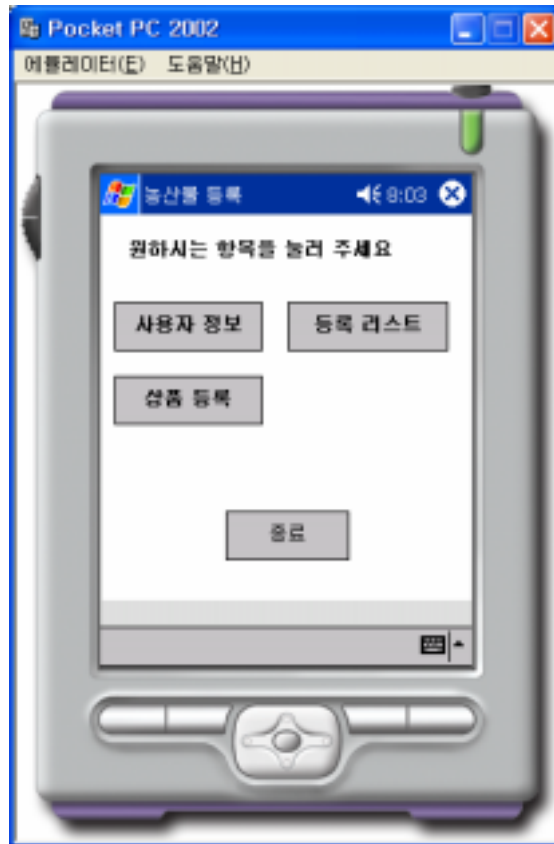 Pocket PC 2002
에뮬레이터(E) 도움말(H)
농산물 등록 8:03
원하시는 항목을 눌러 주세요
사용자 정보 등록 리스트
상품 등록
종료